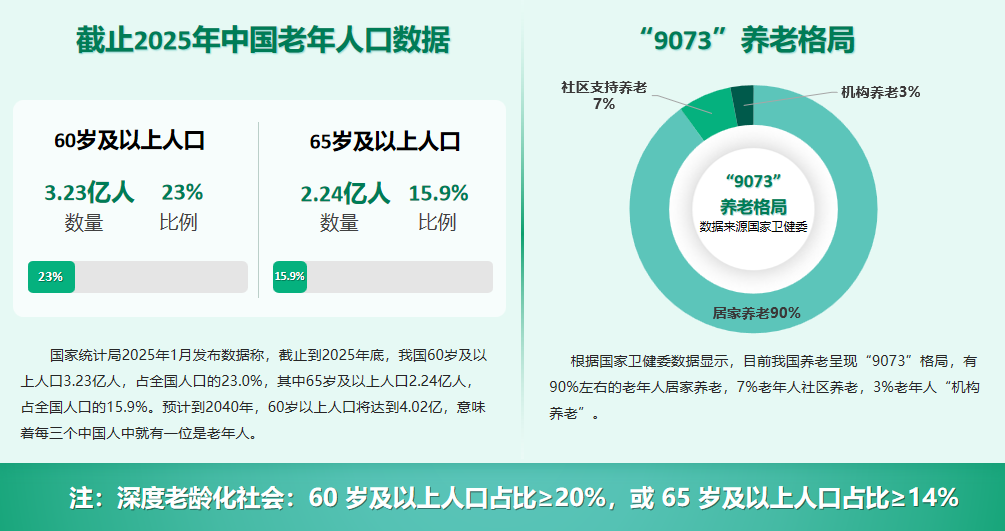 截止2025年中国老年人口数据
60岁及以上人口
3.23亿人 23%
数量 比例
23%
65岁及以上人口
2.24亿人 15.9%
数量 比例
15.9%
国家统计局2025年1月发布数据称，截止到2025年底，我国60岁及以
上人口3.23亿人，占全国人口的23.0%，其中65岁及以上人口2.24亿人，
占全国人口的15.9%。预计到2040年，60岁以上人口将达到4.02亿，意味
着每三个中国人中就有一位是老年人。
“9073”养老格局
社区支持养老
7%
机构养老3%
“9073”
养老格局
数据来源国家卫健委
居家养老90%
根据国家卫健委数据显示，目前我国养老呈现“9073”格局，有
90%左右的老年人居家养老，7%老年人社区养老，3%老年人“机构
养老”。
注：深度老龄化社会：60 岁及以上人口占比≥20%，或 65 岁及以上人口占比≥14%